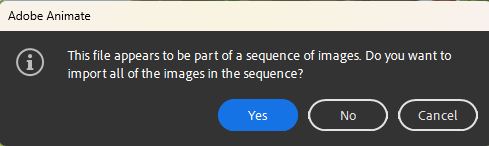 Adobe Animate
This file appears to be part of a sequence of images. Do you want to
import all of the images in the sequence?
Yes
No
Cancel